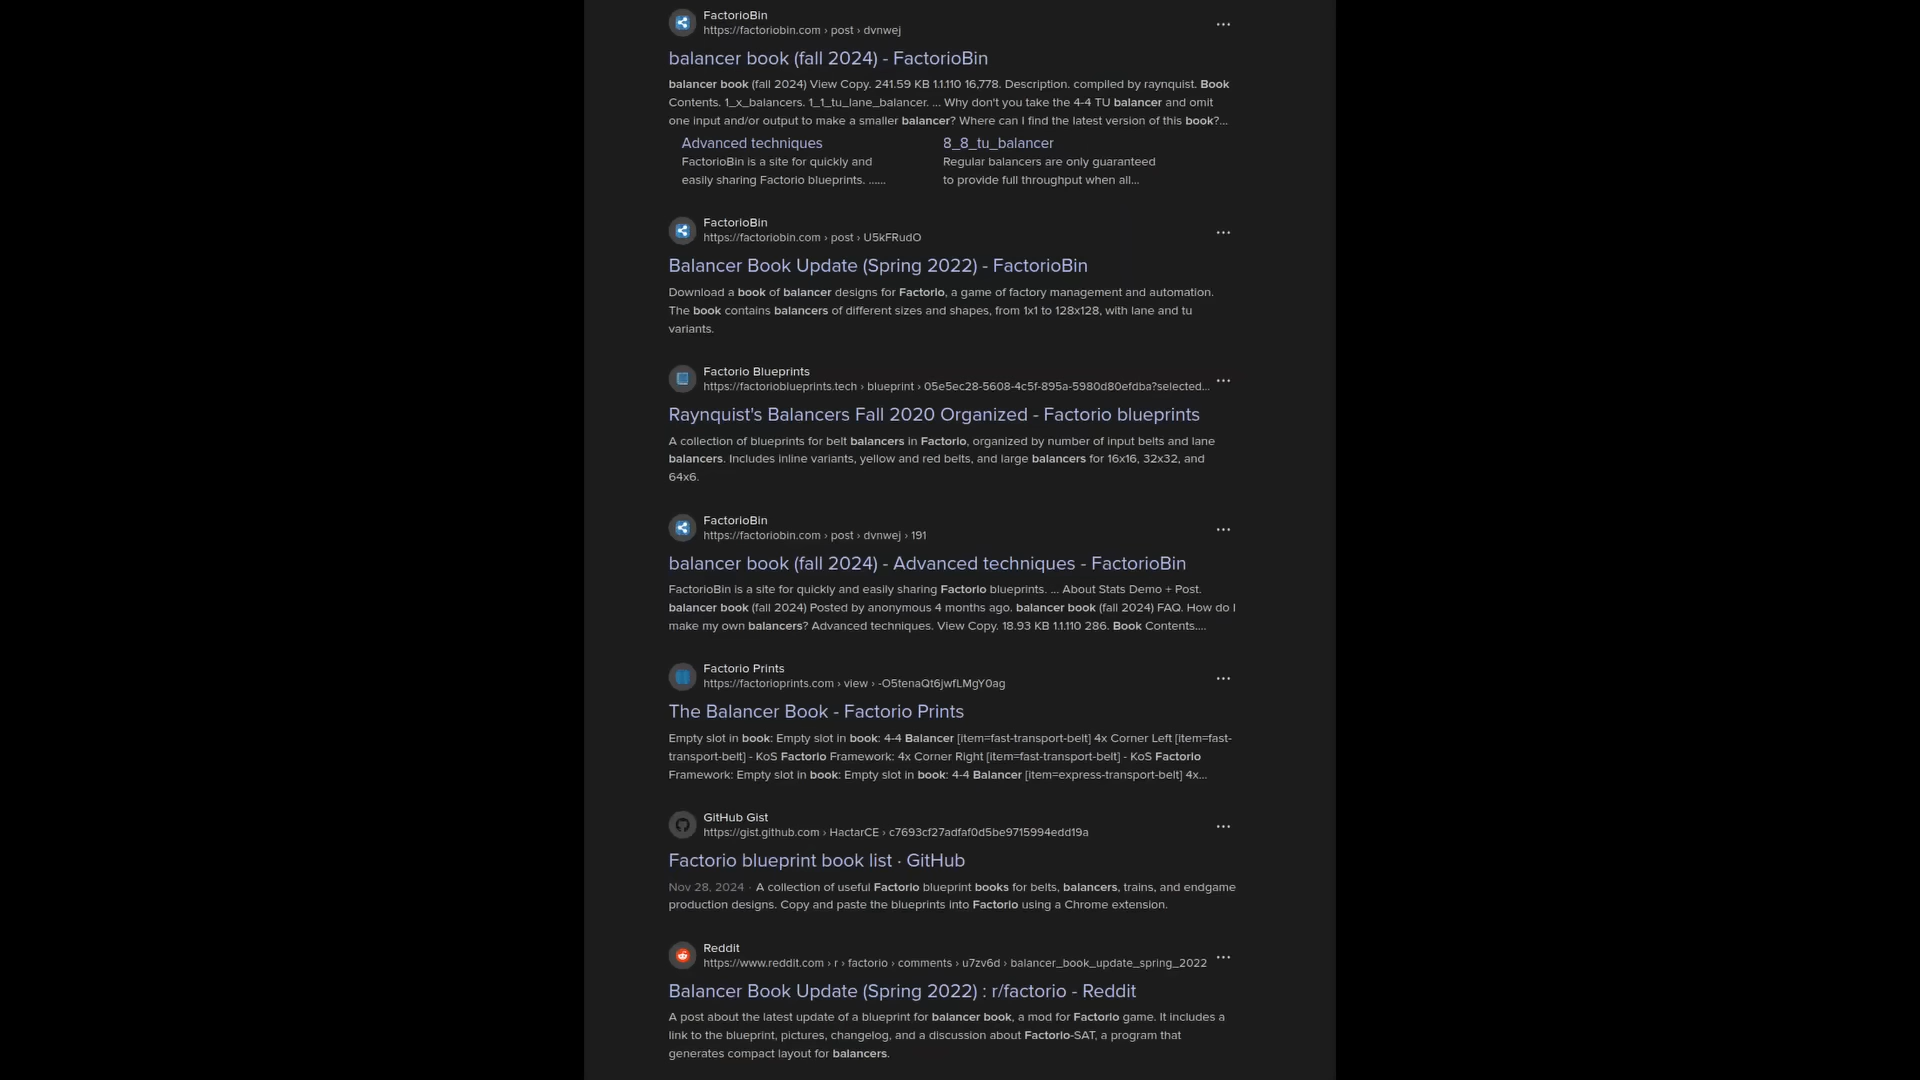 FactorioBin
https://factoriobin.com › post › dvnwej
balancer book (fall 2024) - FactorioBin
balancer book (fall 2024) View Copy. 241.59 KB 1.1.110 16,778. Description. compiled by raynquist. Book
Contents. 1_x_balancers. 1_1_tu_lane_balancer. ... Why don't you take the 4-4 TU balancer and omit
one input and/or output to make a smaller balancer? Where can I find the latest version of this book?...
Advanced techniques
FactorioBin is a site for quickly and
easily sharing Factorio blueprints. ......
8_8_tu_balancer
Regular balancers are only guaranteed
to provide full throughput when all...
FactorioBin
https://factoriobin.com › post › U5kFRudO
Balancer Book Update (Spring 2022) - FactorioBin
Download a book of balancer designs for Factorio, a game of factory management and automation.
The book contains balancers of different sizes and shapes, from 1x1 to 128x128, with lane and tu
variants.
Factorio Blueprints
https://factorioblueprints.tech › blueprint › 05e5ec28-5608-4c5f-895a-5980d80efdba?selected...
Raynquist's Balancers Fall 2020 Organized - Factorio blueprints
A collection of blueprints for belt balancers in Factorio, organized by number of input belts and lane
balancers. Includes inline variants, yellow and red belts, and large balancers for 16x16, 32x32, and
64x6.
FactorioBin
https://factoriobin.com › post › dvnwej › 191
balancer book (fall 2024) - Advanced techniques - FactorioBin
FactorioBin is a site for quickly and easily sharing Factorio blueprints. ... About Stats Demo + Post.
balancer book (fall 2024) Posted by anonymous 4 months ago. balancer book (fall 2024) FAQ. How do I
make my own balancers? Advanced techniques. View Copy. 18.93 KB 1.1.110 286. Book Contents....
Factorio Prints
https://factorioprints.com › view › -O5tenaQt6jwfLMgY0ag
The Balancer Book - Factorio Prints
Empty slot in book: Empty slot in book: 4-4 Balancer [item=fast-transport-belt] 4x Corner Left [item=fast-
transport-belt] - KoS Factorio Framework: 4x Corner Right [item=fast-transport-belt] - KoS Factorio
Framework: Empty slot in book: Empty slot in book: 4-4 Balancer [item=express-transport-belt] 4x...
GitHub Gist
https://gist.github.com › HactarCE › c7693cf27adfaf0d5be9715994edd19a
Factorio blueprint book list · GitHub
Nov 28, 2024 · A collection of useful Factorio blueprint books for belts, balancers, trains, and endgame
production designs. Copy and paste the blueprints into Factorio using a Chrome extension.
Reddit
https://www.reddit.com › r › factorio › comments › u7zv6d › balancer_book_update_spring_2022
Balancer Book Update (Spring 2022) : r/factorio - Reddit
A post about the latest update of a blueprint for balancer book, a mod for Factorio game. It includes a
link to the blueprint, pictures, changelog, and a discussion about Factorio-SAT, a program that
generates compact layout for balancers.